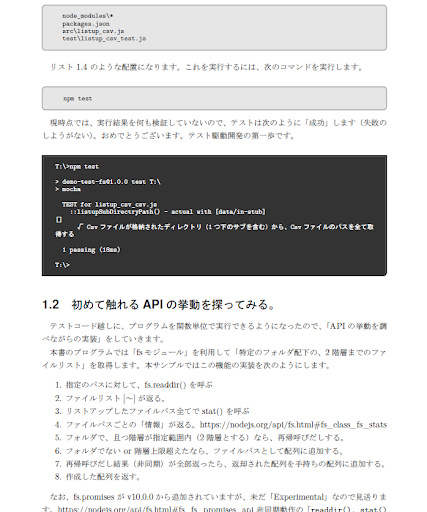 node_modules\*
packages.json
src\listup_csv.js
test\listup_csv_test.js
リスト 1.4 のような配置になります。これを実行するには、次のコマンドを実行します。
npm test
現時点では、実行結果を何も検証していないので、テストは次のように「成功」します（失敗の
しようがない）。おめでとうございます。テスト駆動開発の第一歩です。
T:\>npm test
> demo-test-fs@1.0.0 test T:\
> mocha
TEST for listup_csv_csv.js
::listupSubDirectryPath() - actual with [data/in-stub]
[]
√ Csv ファイルが格納されたディレクトリ（1 つ下のサブを含む）から、Csv ファイルのパスを全て取
得する
1 passing (18ms)
T:\>
1.2 初めて触れる API の挙動を探ってみる。
テストコード越しに、プログラムを関数単位で実行できるようになったので、「API の挙動を調
べながらの実装」をしていきます。
本書のプログラムでは「fs モジュール」を利用して「特定のフォルダ配下の、2 階層までのファ
イルリスト」を取得します。本サンプルではこの機能の実装を次のようにします。
1. 指定のパスに対して、fs.readdir() を呼ぶ
2. ファイルリスト [～] が返る。
3. リストアップしたファイルパス全てで stat() を呼ぶ
4. ファイルパスごとの「情報」が返る。https://nodejs.org/api/fs.html#fs_class_fs_stats
5. フォルダで、且つ階層が指定範囲内（2 階層とする）なら、再帰呼びだしする。
6. フォルダでない or 階層上限超えたなら、ファイルパスとして配列に追加する。
7. 再帰呼びだし結果（非同期）が全部返ったら、返却された配列を手持ちの配列に追加する。
8. 作成した配列を返す。
なお、fs.promises が v10.0.0 から追加されていますが、未だ「Experimental」なので見送りま
す。https://nodejs.org/api/fs.html#fs_fs_promises_api 非同期動作の「readdir()、stat()